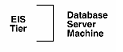 EIS
Tier
Database
Server
Machine